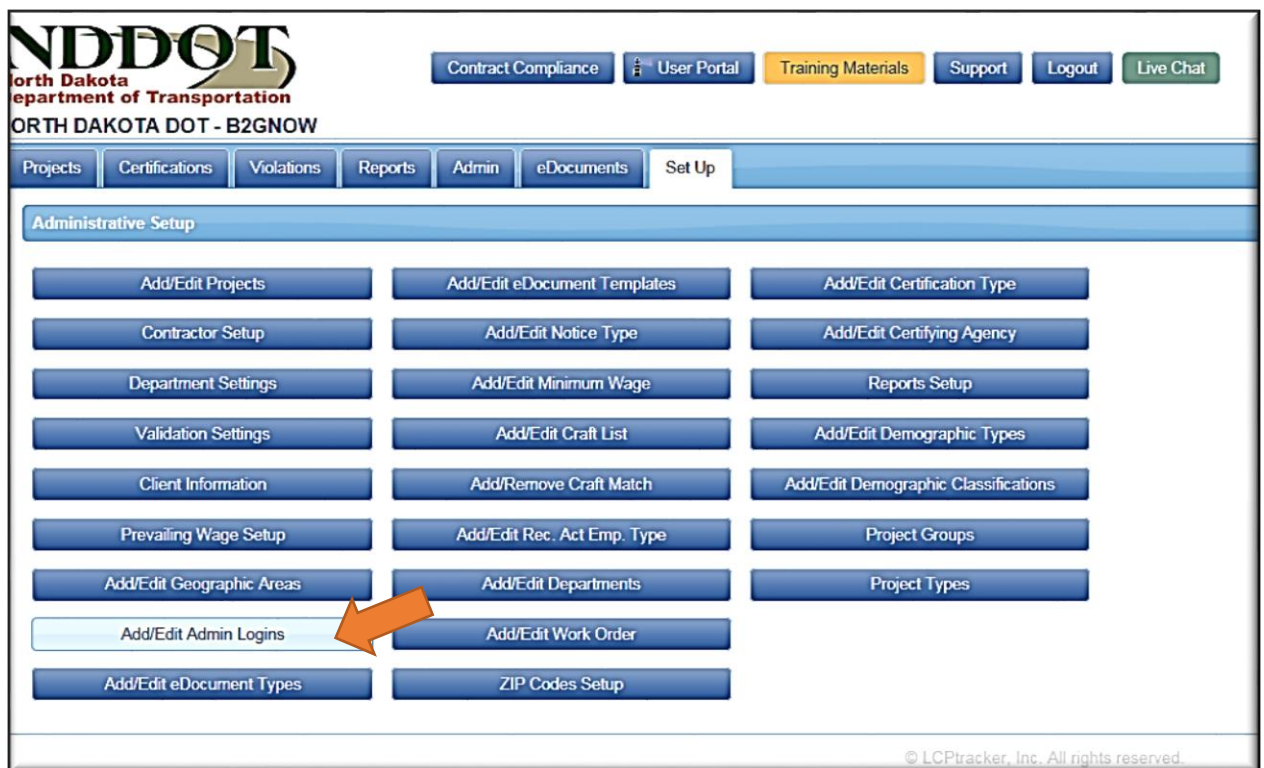 NDDOT
orth Dakota
epartment of Transportation
ORTH DAKOTA DOT - B2GNOW
Contract Compliance User Portal Training Materials Support Logout Live Chat
Projects Certifications Violations Reports Admin eDocuments Set Up
Administrative Setup
Add/Edit Projects Add/Edit eDocument Templates Add/Edit Certification Type
Contractor Setup Add/Edit Notice Type Add/Edit Certifying Agency
Department Settings Add/Edit Minimum Wage Reports Setup
Validation Settings Add/Edit Craft List Add/Edit Demographic Types
Client Information Add/Remove Craft Match Add/Edit Demographic Classifications
Prevailing Wage Setup Add/Edit Rec. Act Emp. Type Project Groups
Add/Edit Geographic Areas Add/Edit Departments Project Types
Add/Edit Admin Logins Add/Edit Work Order
Add/Edit eDocument Types ZIP Codes Setup
© LCPtracker, Inc. All rights reserved.